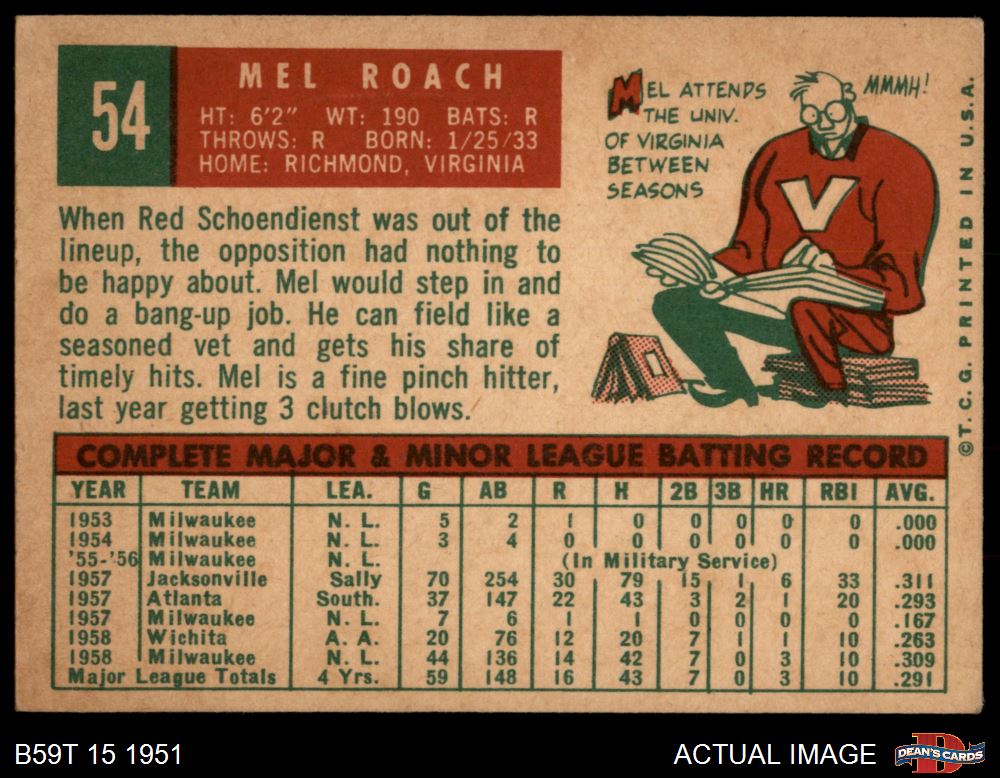 54
MEL ROACH
HT: 6'2" WT: 190 BATS: R
THROWS: R BORN: 1/25/33
HOME: RICHMOND, VIRGINIA
MEL ATTENDS
THE UNIV.
OF VIRGINIA
BETWEEN
SEASONS
MMMH!
V
When Red Schoendienst was out of the
lineup, the opposition had nothing to
be happy about. Mel would step in and
do a bang-up job. He can field like a
seasoned vet and gets his share of
timely hits. Mel is a fine pinch hitter,
last year getting 3 clutch blows.
©T. C. G. PRINTED IN U.S.A.
COMPLETE MAJOR & MINOR LEAGUE BATTING RECORD
YEAR TEAM LEA. G AB R H 2B 3B HR RBI AVG.
1953 Milwaukee N. L. 5 2 1 0 0 0 0 0 .000
1954 Milwaukee N. L. 3 4 0 0 0 0 0 0 .000
'55-'56 Milwaukee N. L. (In Military Service)
1957 Jacksonville Sally 70 254 30 79 15 1 6 33 .311
1957 Atlanta South. 37 147 22 43 3 2 1 20 .293
1957 Milwaukee N. L. 7 6 1 1 0 0 0 0 .167
1958 Wichita A. A. 20 76 12 20 7 1 1 10 .263
1958 Milwaukee N. L. 44 136 14 42 7 0 3 10 .309
Major League Totals 4 Yrs. 59 148 16 43 7 0 3 10 .291
B59T 15 1951
ACTUAL IMAGE
D
DEAN'S CARDS